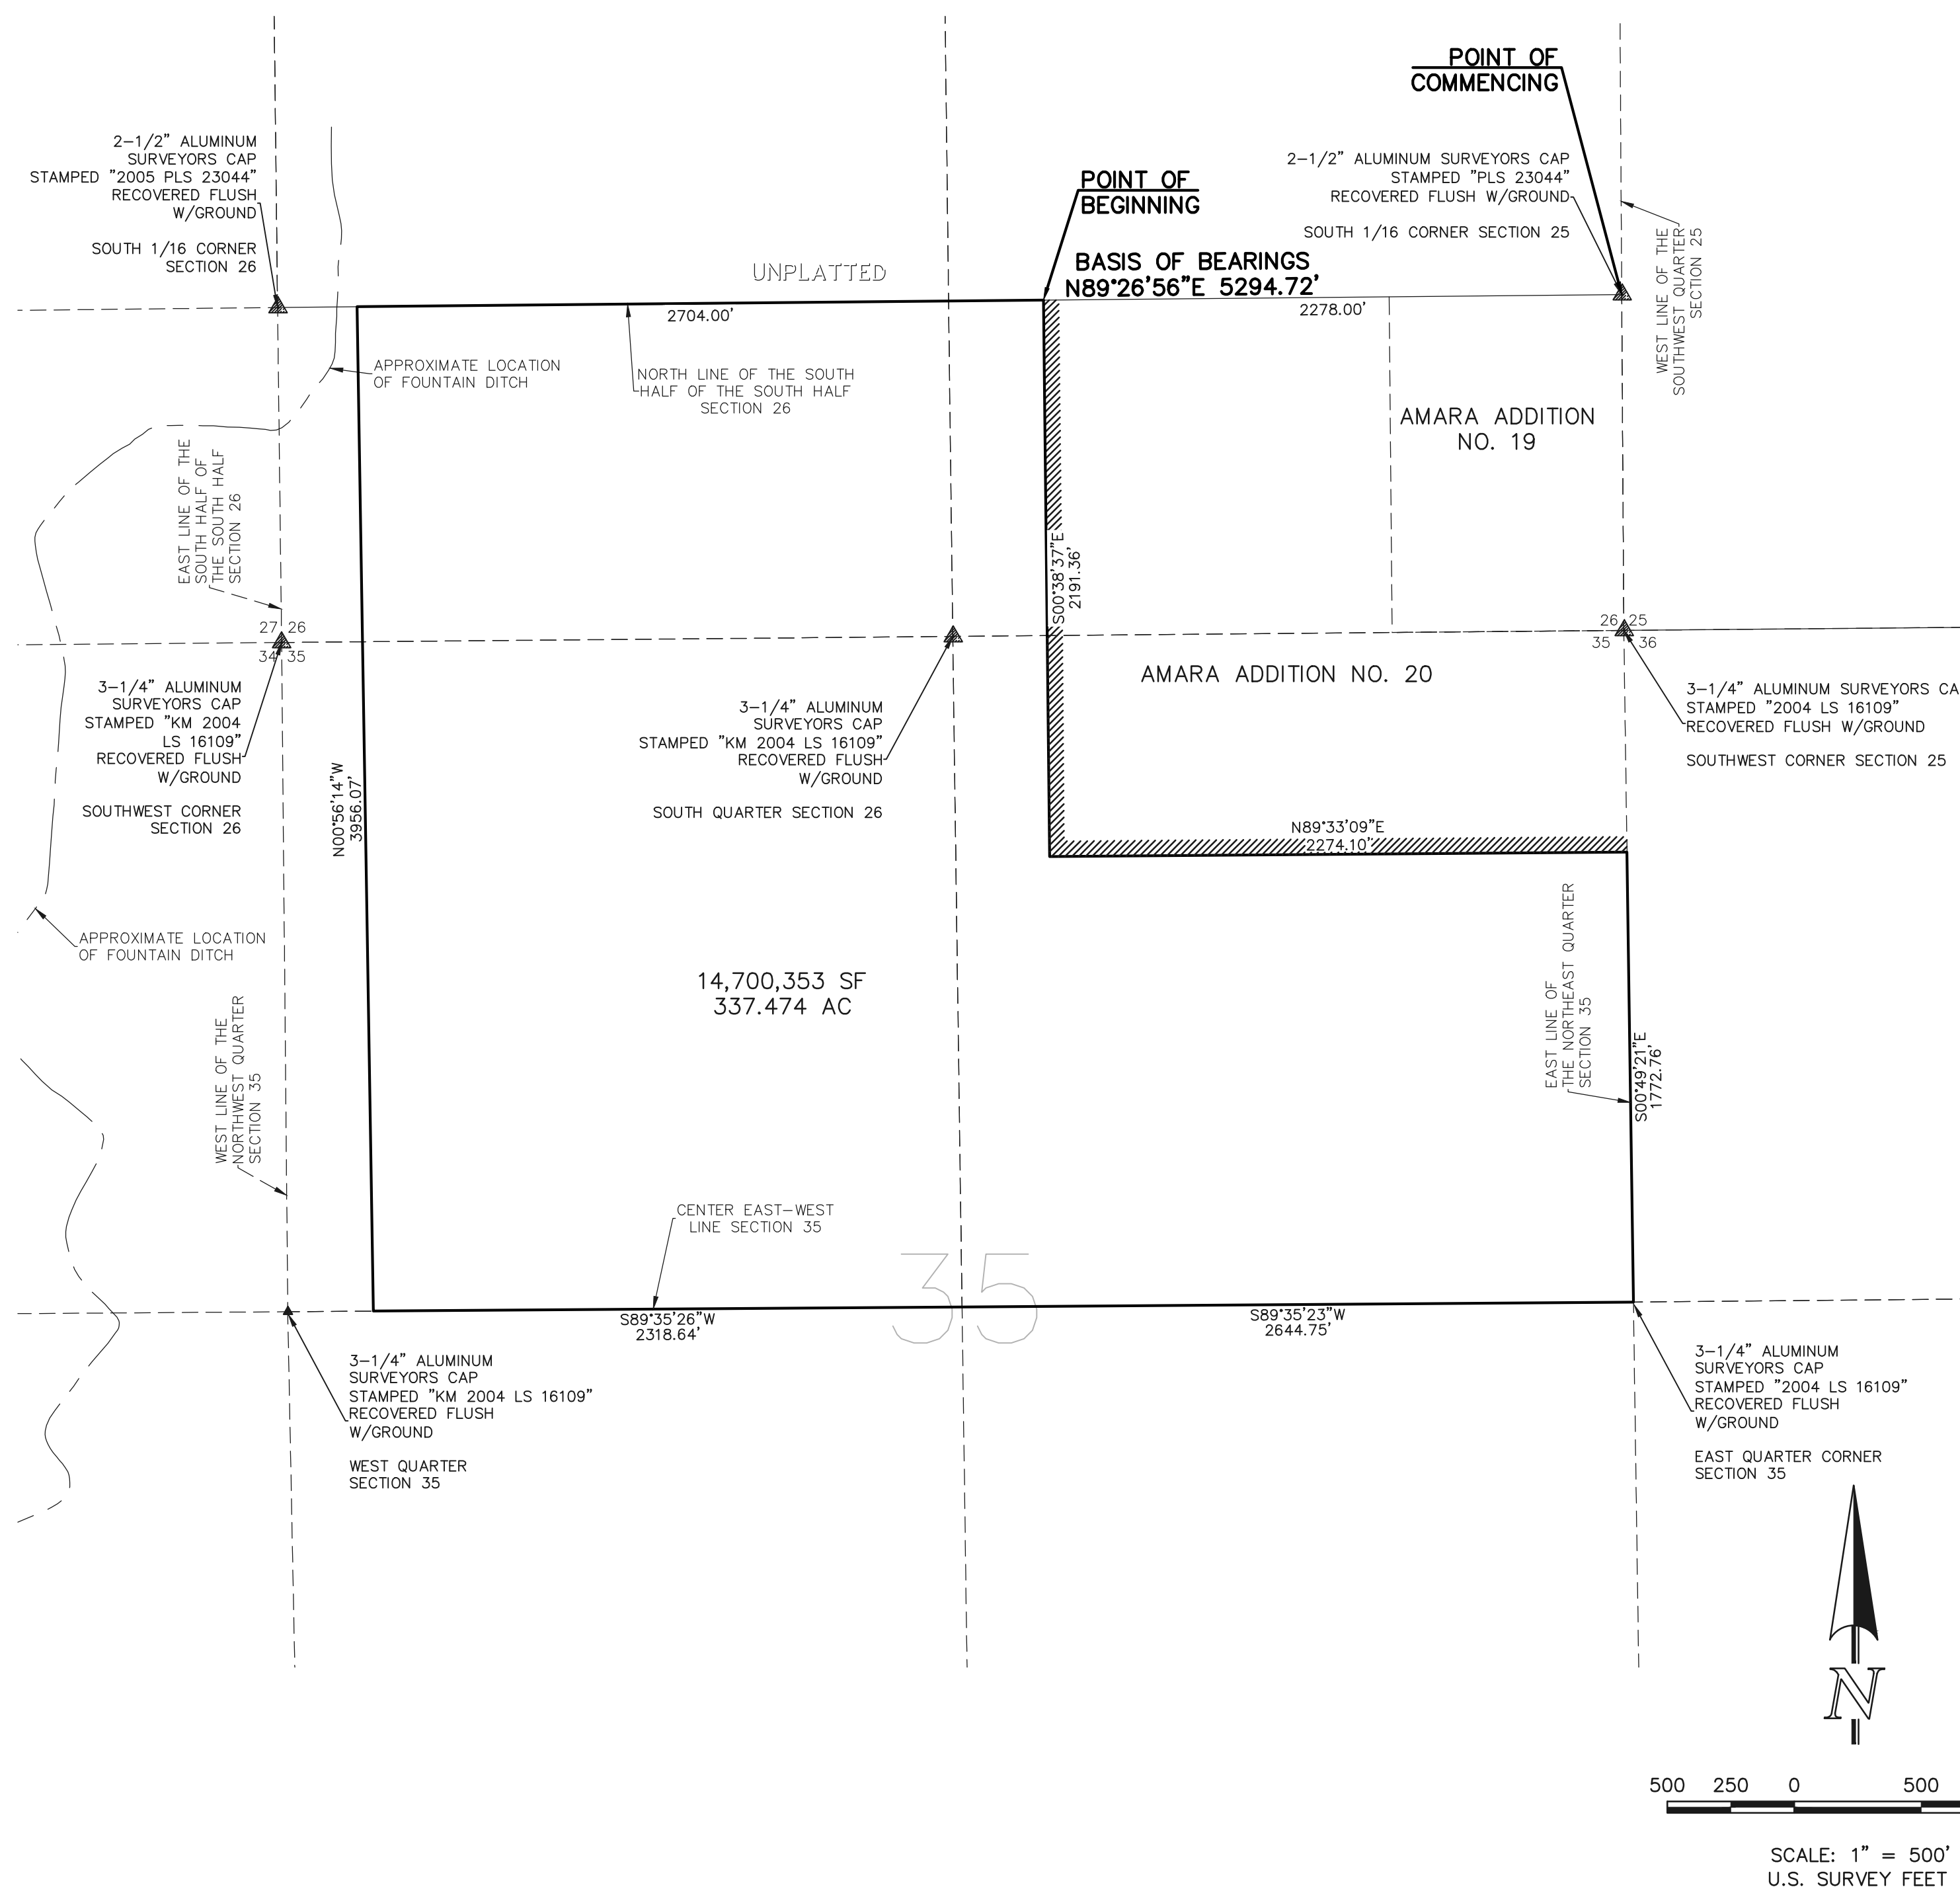 POINT OF
COMMENCING
2-1/2" ALUMINUM
SURVEYORS CAP
STAMPED "2005 PLS 23044"
RECOVERED FLUSH
W/GROUND
SOUTH 1/16 CORNER
SECTION 26
POINT OF
BEGINNING
2-1/2" ALUMINUM SURVEYORS CAP
STAMPED "PLS 23044"
RECOVERED FLUSH W/GROUND
SOUTH 1/16 CORNER SECTION 25
WEST LINE OF THE
SOUTHWEST QUARTER
SECTION 25
UNPLATTED
BASIS OF BEARINGS
N89°26'56"E 5294.72'
2704.00'
2278.00'
APPROXIMATE LOCATION
OF FOUNTAIN DITCH
NORTH LINE OF THE SOUTH
HALF OF THE SOUTH HALF
SECTION 26
AMARA ADDITION
NO. 19
EAST LINE OF THE
SOUTH HALF OF
THE SOUTH HALF
SECTION 26
S00°38'37"E
2191.36'
27 26
34 35
26 25
35 36
AMARA ADDITION NO. 20
3-1/4" ALUMINUM
SURVEYORS CAP
STAMPED "KM 2004
LS 16109"
RECOVERED FLUSH
W/GROUND
SOUTHWEST CORNER
SECTION 26
3-1/4" ALUMINUM
SURVEYORS CAP
STAMPED "KM 2004 LS 16109"
RECOVERED FLUSH
W/GROUND
SOUTH QUARTER SECTION 26
3-1/4" ALUMINUM SURVEYORS CA
STAMPED "2004 LS 16109"
RECOVERED FLUSH W/GROUND
SOUTHWEST CORNER SECTION 25
N00°56'14"W
3956.07'
N89°33'09"E
2274.10'
APPROXIMATE LOCATION
OF FOUNTAIN DITCH
14,700,353 SF
337.474 AC
EAST LINE OF
THE NORTHEAST QUARTER
SECTION 35
S00°49'21"E
1772.76'
WEST LINE OF THE
NORTHWEST QUARTER
SECTION 35
CENTER EAST-WEST
LINE SECTION 35
35
S89°35'26"W
2318.64'
S89°35'23"W
2644.75'
3-1/4" ALUMINUM
SURVEYORS CAP
STAMPED "KM 2004 LS 16109"
RECOVERED FLUSH
W/GROUND
WEST QUARTER
SECTION 35
3-1/4" ALUMINUM
SURVEYORS CAP
STAMPED "2004 LS 16109"
RECOVERED FLUSH
W/GROUND
EAST QUARTER CORNER
SECTION 35
N
500 250 0 500
SCALE: 1" = 500'
U.S. SURVEY FEET